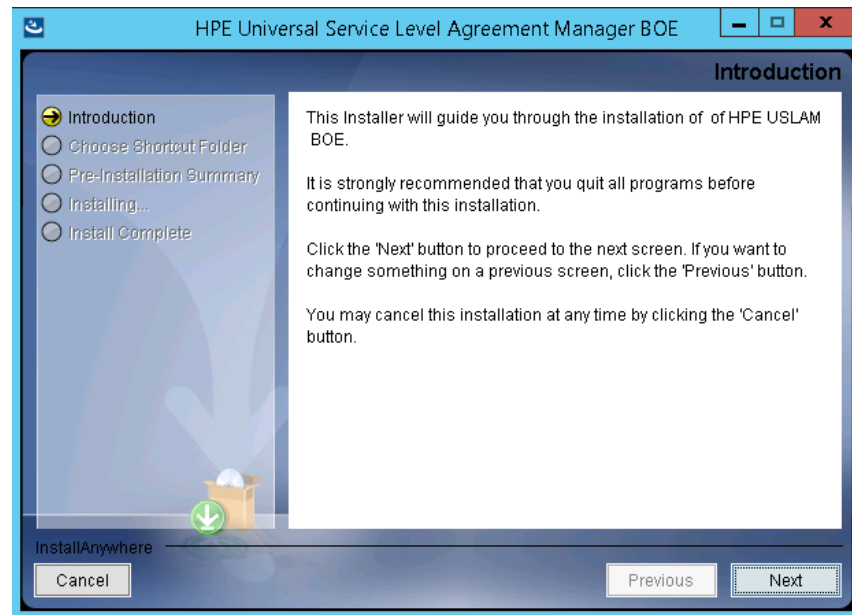 HPE Universal Service Level Agreement Manager BOE
Introduction
Introduction
Choose Shortcut Folder
Pre-Installation Summary
Installing...
Install Complete
This Installer will guide you through the installation of  of HPE USLAM
BOE.
It is strongly recommended that you quit all programs before
continuing with this installation.
Click the 'Next' button to proceed to the next screen. If you want to
change something on a previous screen, click the 'Previous' button.
You may cancel this installation at any time by clicking the 'Cancel'
button.
InstallAnywhere
Cancel
Previous
Next